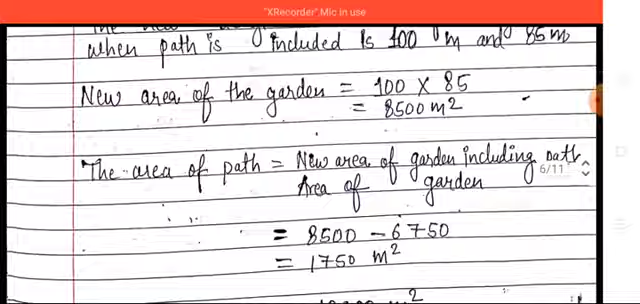 "XRecorder".Mic in use
The new
when path is included is 100 m and 85 m
New area of the garden = 100 × 85
= 8500 m²
The area of path = New area of garden including path
Area of garden
6/11
= 8500 - 6750
= 1750 m²